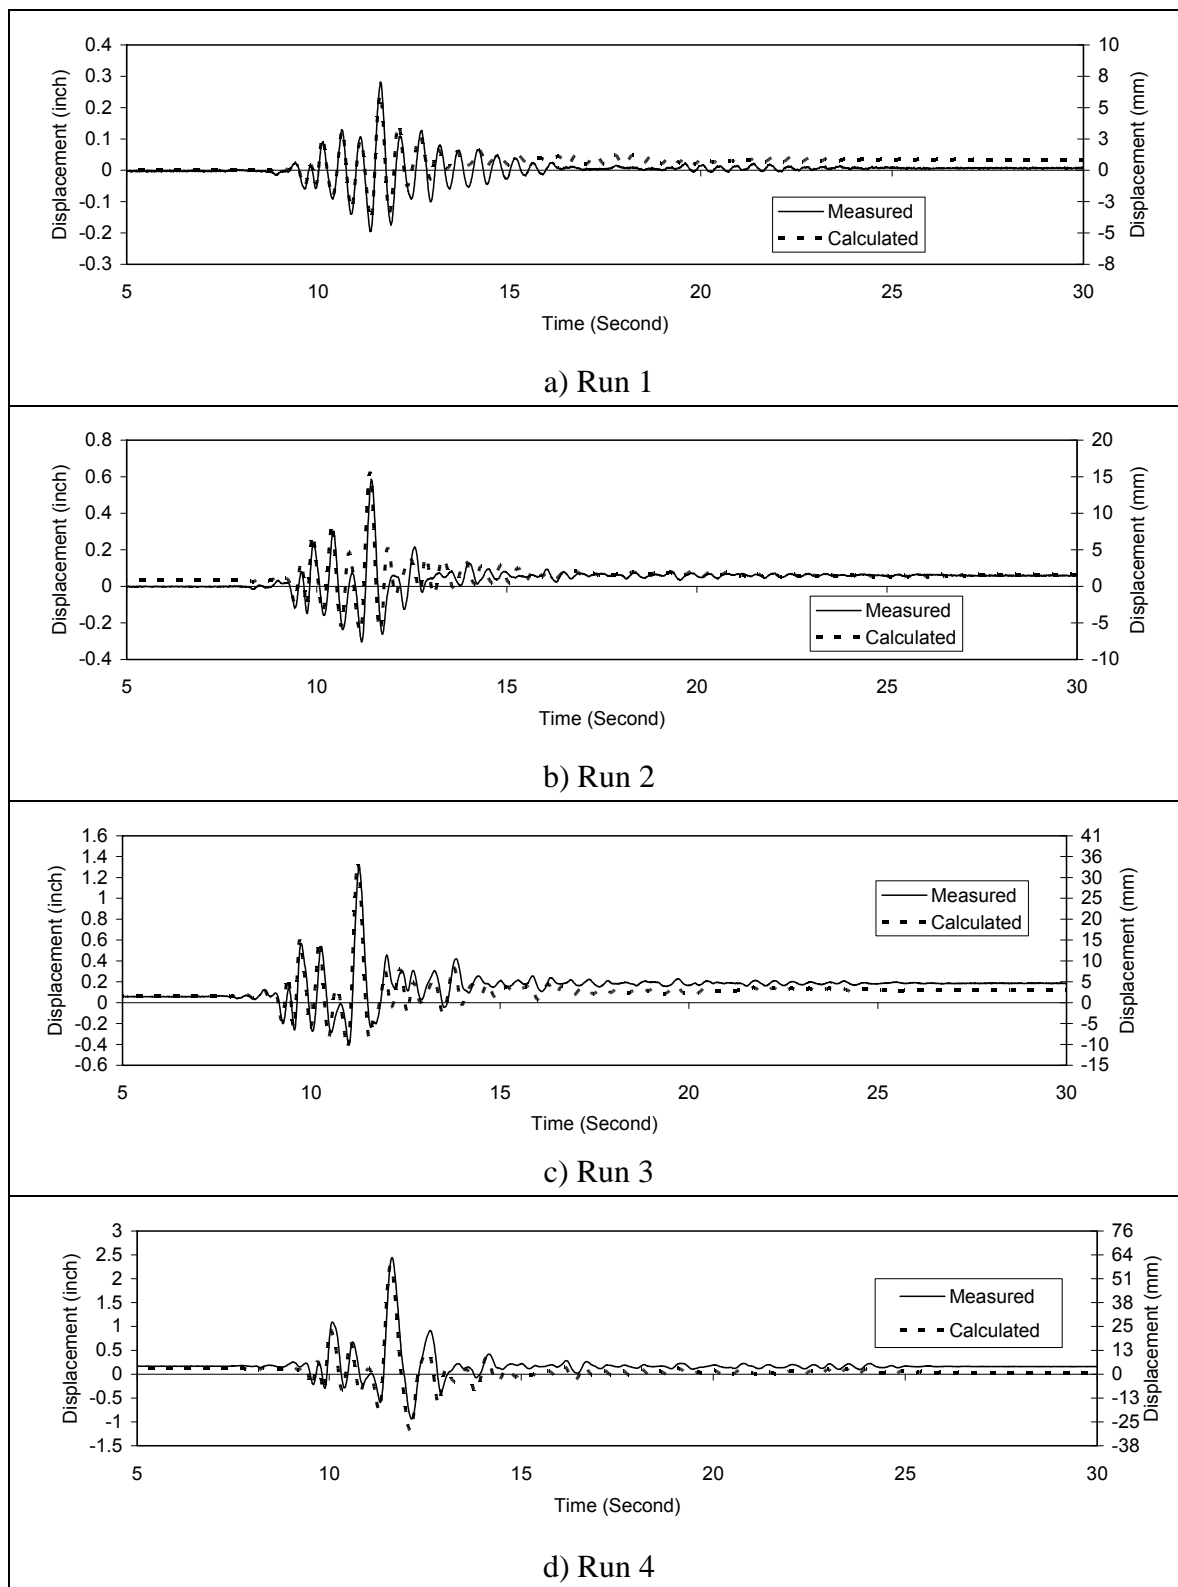 Displacement (inch)
0.4
0.3
0.2
0.1
0
-0.1
-0.2
-0.3
10
8
5
3
0
-3
-5
-8
Displacement (mm)
Measured
Calculated
5 10 15 20 25 30
Time (Second)
a) Run 1
Displacement (inch)
0.8
0.6
0.4
0.2
0
-0.2
-0.4
20
15
10
5
0
-5
-10
Displacement (mm)
Measured
Calculated
5 10 15 20 25 30
Time (Second)
b) Run 2
Displacement (inch)
1.6
1.4
1.2
1
0.8
0.6
0.4
0.2
0
-0.2
-0.4
-0.6
41
36
30
25
20
15
10
5
0
-5
-10
-15
Displacement (mm)
Measured
Calculated
5 10 15 20 25 30
Time (Second)
c) Run 3
Displacement (inch)
3
2.5
2
1.5
1
0.5
0
-0.5
-1
-1.5
76
64
51
38
25
13
0
-13
-25
-38
Displacement (mm)
Measured
Calculated
5 10 15 20 25 30
Time (Second)
d) Run 4